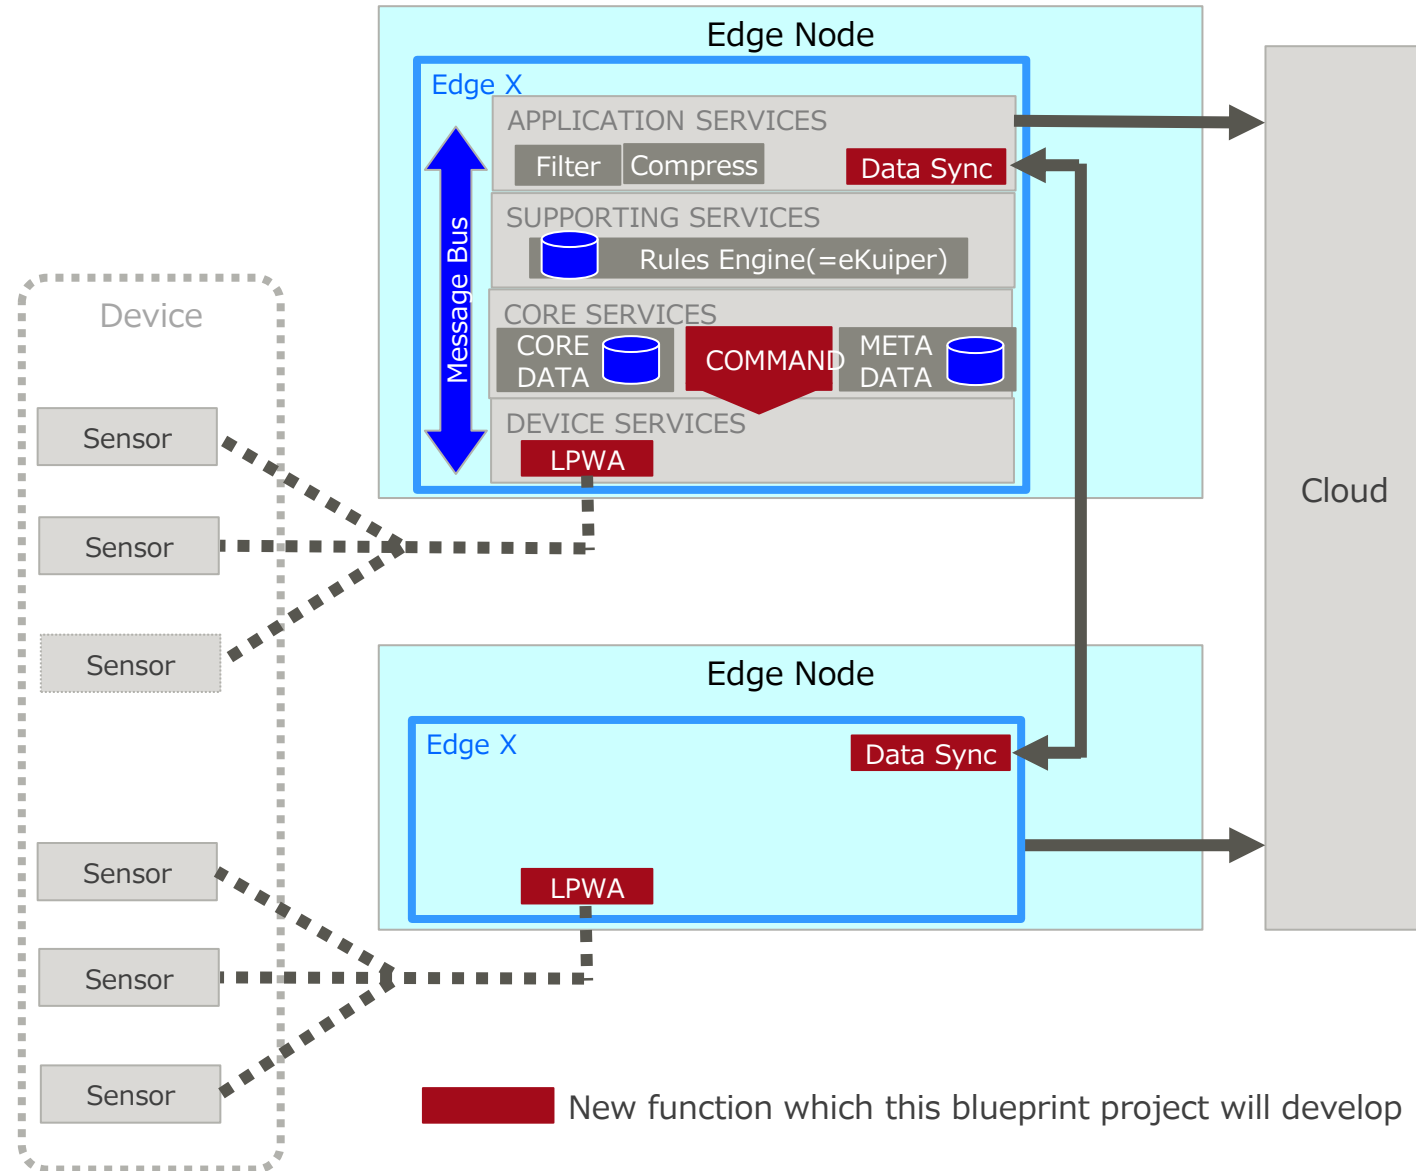 Edge Node
Edge X
APPLICATION SERVICES
Filter
Compress
Data Sync
SUPPORTING SERVICES
Rules Engine(=eKuiper)
Message Bus
CORE SERVICES
CORE
DATA
COMMAND
META
DATA
DEVICE SERVICES
LPWA
Device
Sensor
Sensor
Sensor
Cloud
Edge Node
Edge X
Data Sync
LPWA
Sensor
Sensor
Sensor
New function which this blueprint project will develop